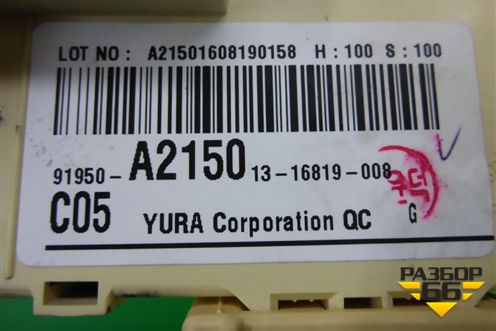 LOT NO : A21501608190158 H : 100 S : 100
91950-A2150 13-16819-008
C05 YURA Corporation QC G
РАЗБОР
66